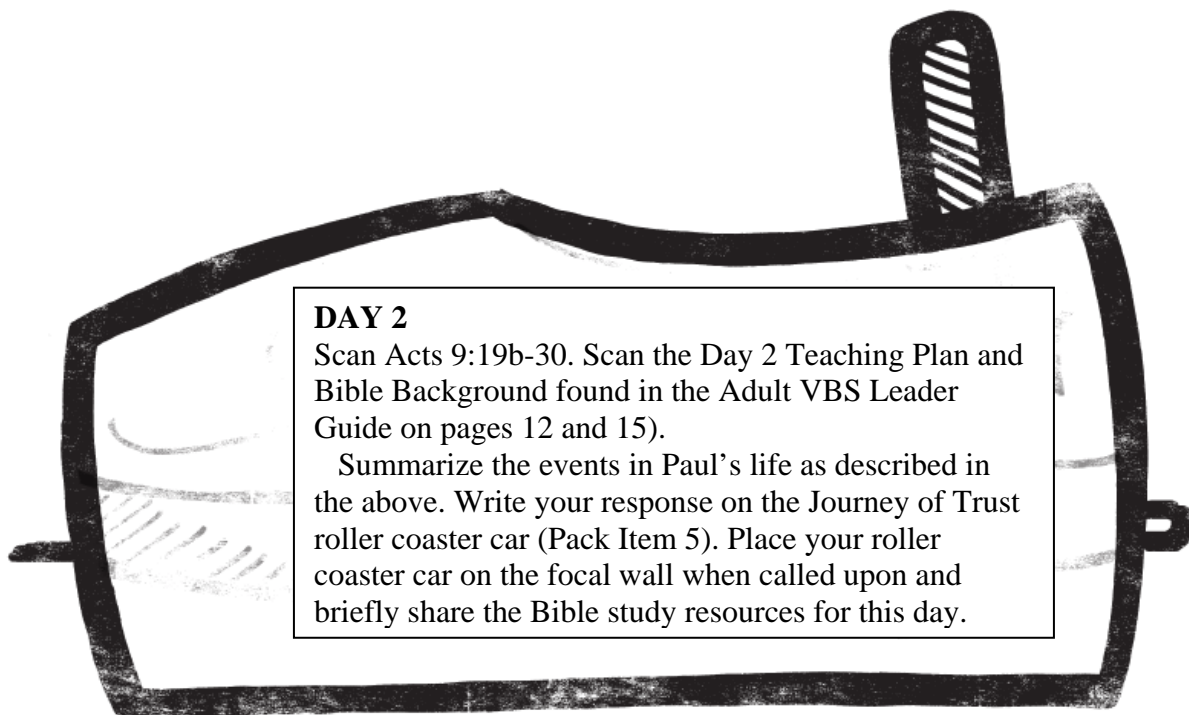 DAY 2
Scan Acts 9:19b-30. Scan the Day 2 Teaching Plan and
Bible Background found in the Adult VBS Leader
Guide on pages 12 and 15).
Summarize the events in Paul’s life as described in
the above. Write your response on the Journey of Trust
roller coaster car (Pack Item 5). Place your roller
coaster car on the focal wall when called upon and
briefly share the Bible study resources for this day.